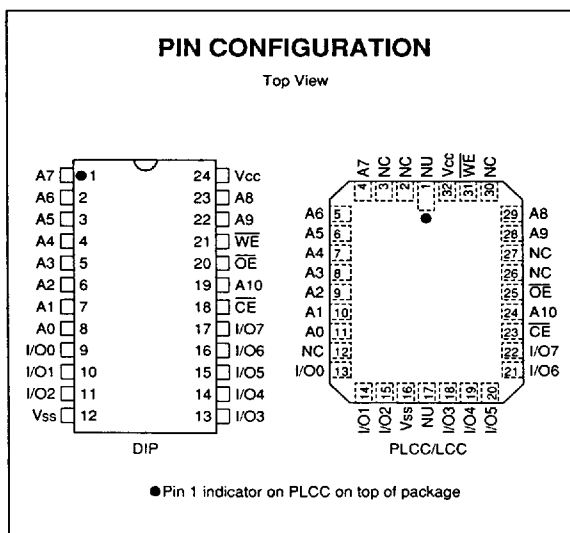 PIN CONFIGURATION
Top View
A7 1 24 Vcc
A6 2 23 A8
A5 3 22 A9
A4 4 21 W̅E̅
A3 5 20 O̅E̅
A2 6 19 A10
A1 7 18 C̅E̅
A0 8 17 I/O7
I/O0 9 16 I/O6
I/O1 10 15 I/O5
I/O2 11 14 I/O4
Vss 12 13 I/O3
DIP
A7 NC NC NU Vcc W̅E̅ NC
4 3 2 1 32 31 30
A6 5 29 A8
A5 6 28 A9
A4 7 27 NC
A3 8 26 NC
A2 9 25 O̅E̅
A1 10 24 A10
A0 11 23 C̅E̅
NC 12 22 I/O7
I/O0 13 21 I/O6
14 15 16 17 18 19 20
I/O1 I/O2 Vss NU I/O3 I/O4 I/O5
PLCC/LCC
●Pin 1 indicator on PLCC on top of package